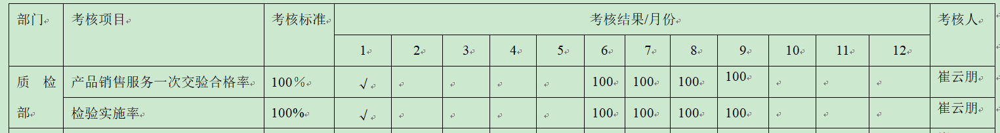 部门 考核项目 考核标准 考核结果/月份 考核人
1 2 3 4 5 6 7 8 9 10 11 12
质 检部 产品销售服务一次交验合格率 100％ √ 100 100 100 100 崔云朋
检验实施率 100% √ 100 100 100 100 崔云朋